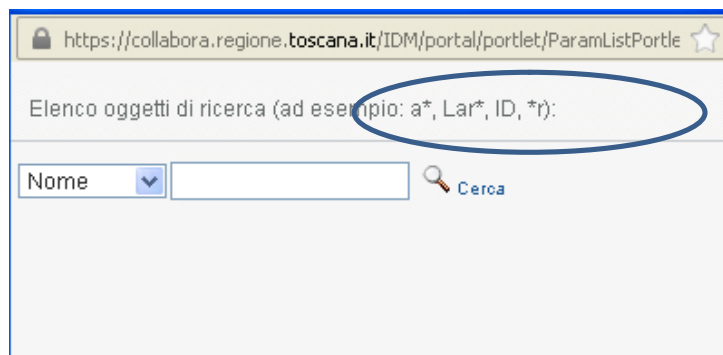 https://collabora.regione.toscana.it/IDM/portal/portlet/ParamListPortle
Elenco oggetti di ricerca (ad esempio: a*, Lar*, ID, *r):
Nome
Cerca